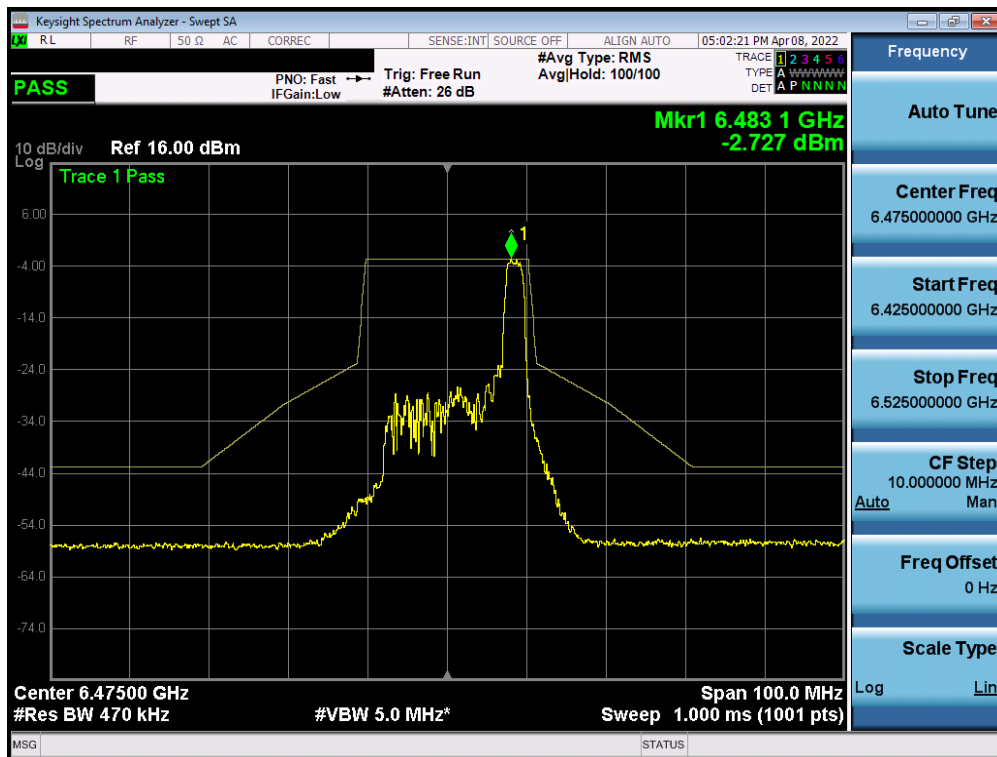 Keysight Spectrum Analyzer - Swept SA
LXI RL RF 50 Ω AC CORREC SENSE:INT SOURCE OFF ALIGN AUTO 05:02:21 PM Apr 08, 2022
Frequency
PASS
PNO: Fast
IFGain:Low
Trig: Free Run
#Atten: 26 dB
#Avg Type: RMS
Avg|Hold: 100/100
TRACE 1 2 3 4 5 6
TYPE A WWWWW
DET A P N N N N
Mkr1 6.483 1 GHz
-2.727 dBm
10 dB/div Ref 16.00 dBm
Log
Trace 1 Pass
1
6.00
-4.00
-14.0
-24.0
-34.0
-44.0
-54.0
-64.0
-74.0
Center 6.47500 GHz Span 100.0 MHz
#Res BW 470 kHz #VBW 5.0 MHz* Sweep 1.000 ms (1001 pts)
MSG STATUS
Auto Tune
Center Freq
6.475000000 GHz
Start Freq
6.425000000 GHz
Stop Freq
6.525000000 GHz
CF Step
10.000000 MHz
Auto Man
Freq Offset
0 Hz
Scale Type
Log Lin